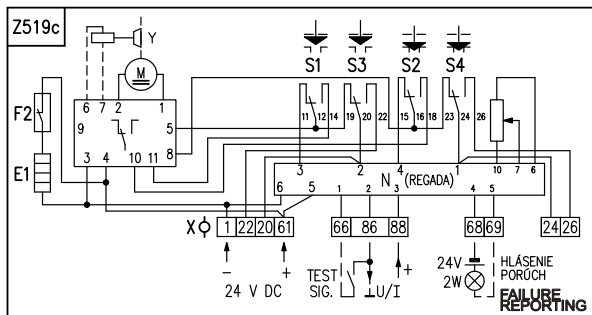 Z519c
Y
M
S1 S3 S2 S4
6 7 2 1
F2
9 5
11 12 14 19 20 22 15 16 18 23 24 26
8
E1
3 4 10 11
3 2 4 1 10 7 6
N (REGADA)
6 5 1 2 3 4 5
X
1 22 20 61 66 86 88 68 69 24 26
− +
24 V DC
TEST
SIG.
U/I
+
24V
2W
HLÁSENIE
PORÚCH
FAILURE
REPORTING